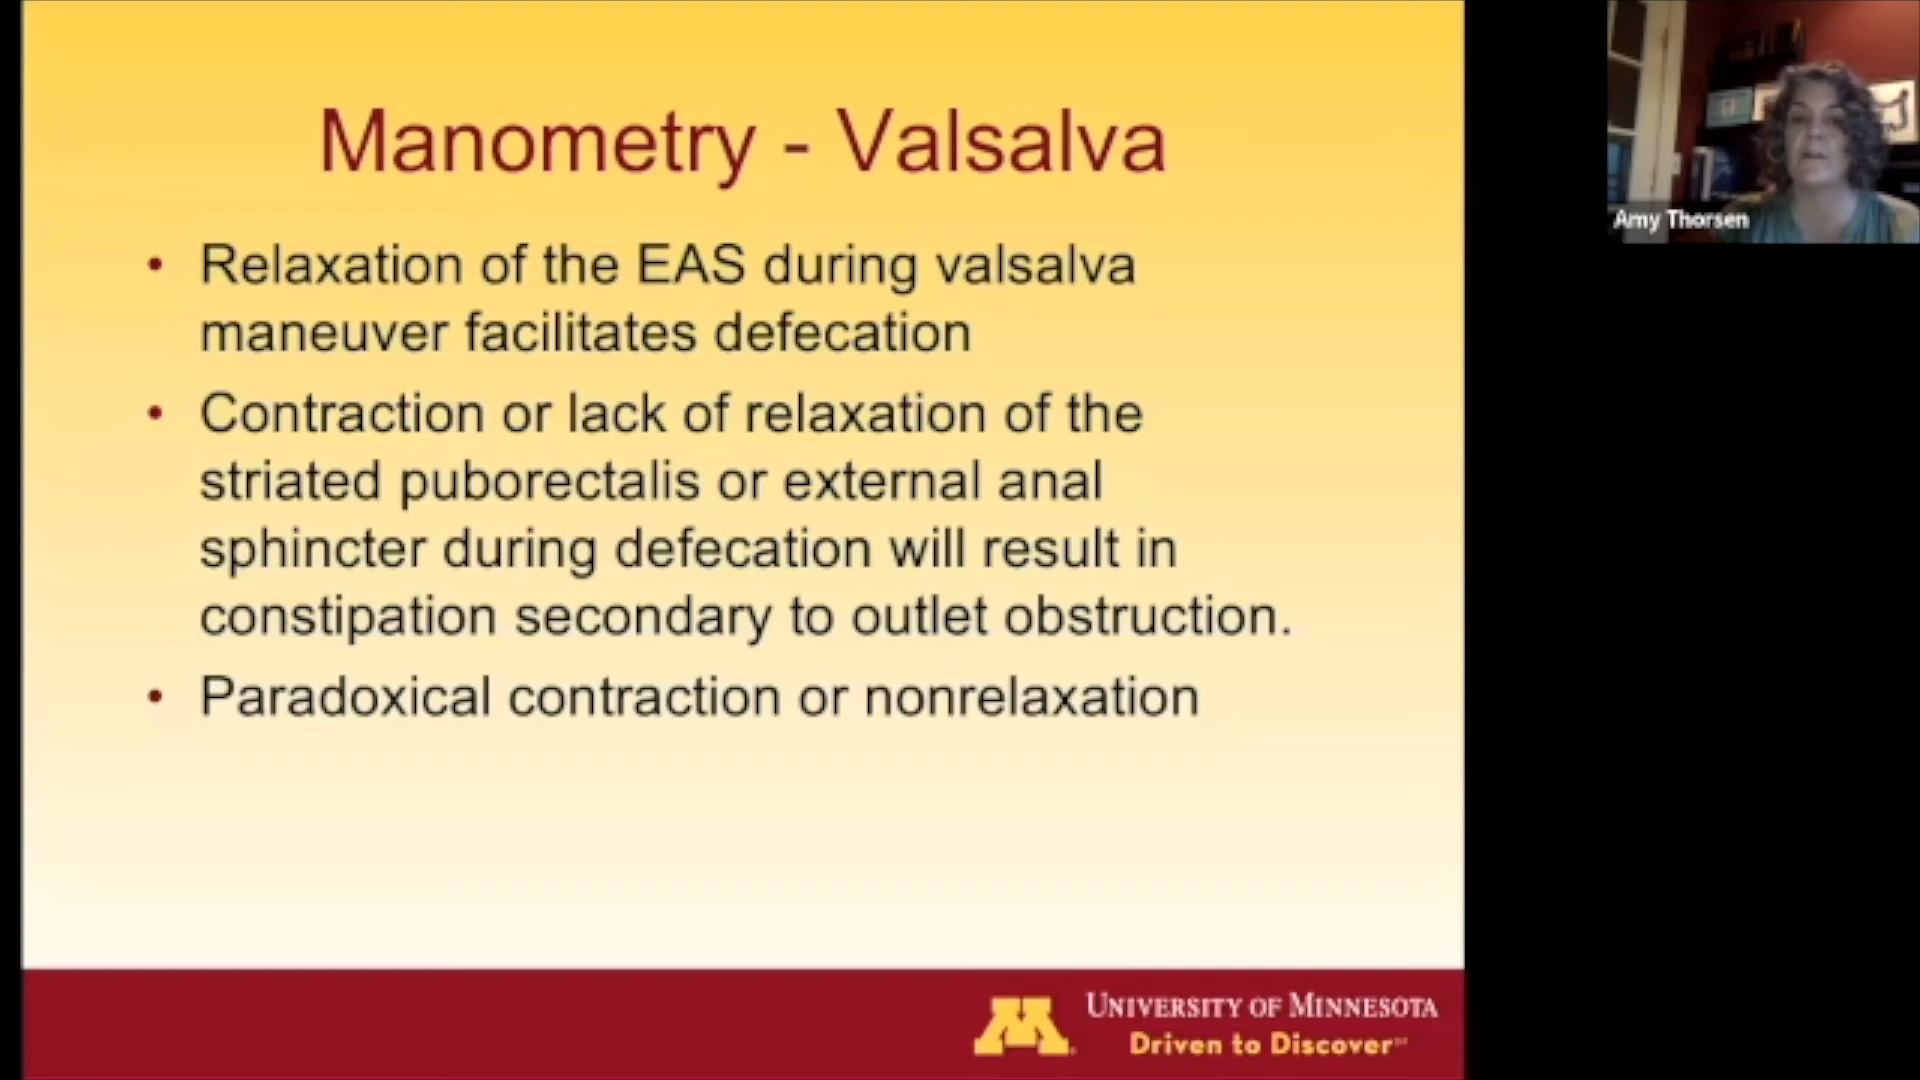 Manometry - Valsalva
• Relaxation of the EAS during valsalva
maneuver facilitates defecation
• Contraction or lack of relaxation of the
striated puborectalis or external anal
sphincter during defecation will result in
constipation secondary to outlet obstruction.
• Paradoxical contraction or nonrelaxation
UNIVERSITY OF MINNESOTA
Driven to Discover℠
Amy Thorsen